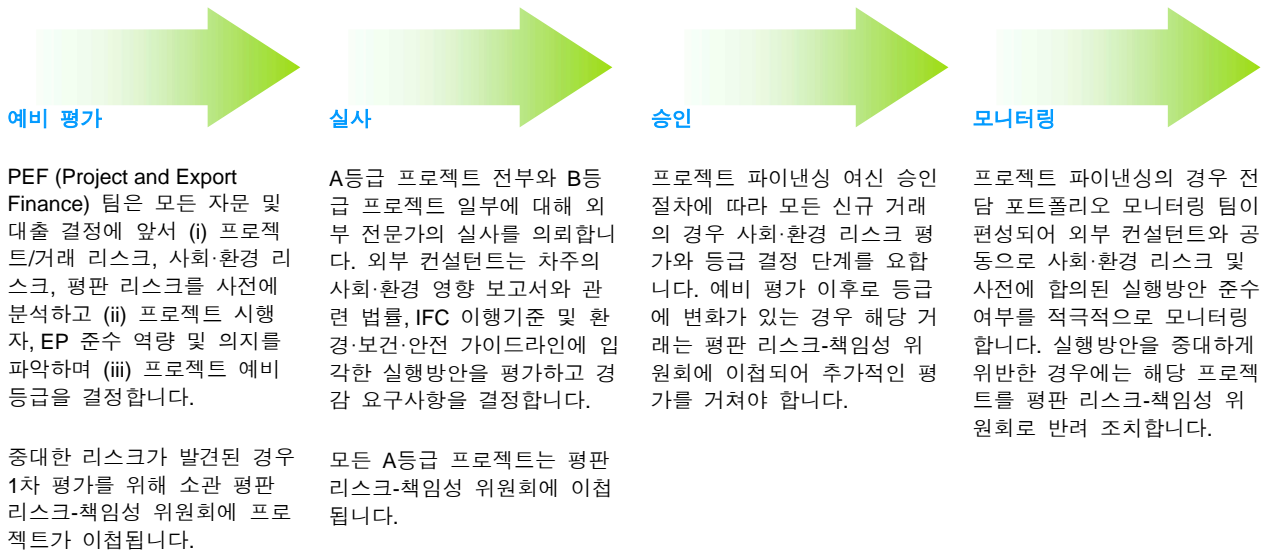 예비 평가
PEF (Project and Export
Finance) 팀은 모든 자문 및
대출 결정에 앞서 (i) 프로젝
트/거래 리스크, 사회·환경 리
스크, 평판 리스크를 사전에
분석하고 (ii) 프로젝트 시행
자, EP 준수 역량 및 의지를
파악하며 (iii) 프로젝트 예비
등급을 결정합니다.
중대한 리스크가 발견된 경우
1차 평가를 위해 소관 평판
리스크-책임성 위원회에 프로
젝트가 이첩됩니다.
실사
A등급 프로젝트 전부와 B등
급 프로젝트 일부에 대해 외
부 전문가의 실사를 의뢰합니
다. 외부 컨설턴트는 차주의
사회·환경 영향 보고서와 관
련 법률, IFC 이행기준 및 환
경·보건·안전 가이드라인에 입
각한 실행방안을 평가하고 경
감 요구사항을 결정합니다.
모든 A등급 프로젝트는 평판
리스크-책임성 위원회에 이첩
됩니다.
승인
프로젝트 파이낸싱 여신 승인
절차에 따라 모든 신규 거래
의 경우 사회·환경 리스크 평
가와 등급 결정 단계를 요합
니다. 예비 평가 이후로 등급
에 변화가 있는 경우 해당 거
래는 평판 리스크-책임성 위
원회에 이첩되어 추가적인 평
가를 거쳐야 합니다.
모니터링
프로젝트 파이낸싱의 경우 전
담 포트폴리오 모니터링 팀이
편성되어 외부 컨설턴트와 공
동으로 사회·환경 리스크 및
사전에 합의된 실행방안 준수
여부를 적극적으로 모니터링
합니다. 실행방안을 중대하게
위반한 경우에는 해당 프로젝
트를 평판 리스크-책임성 위
원회로 반려 조치합니다.